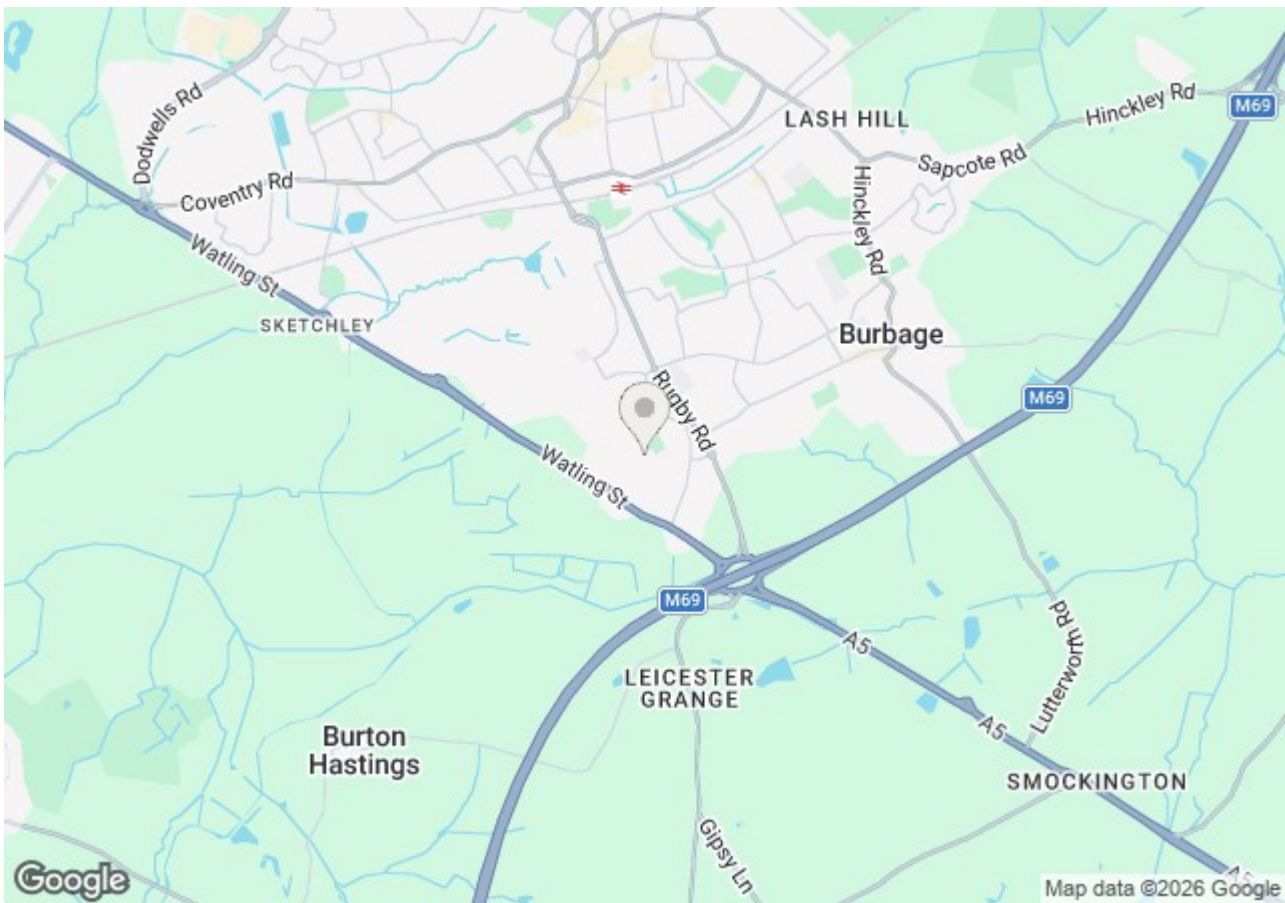 Dodwells Rd
LASH HILL
Hinckley Rd
M69
Sapcote Rd
Coventry Rd
Hinckley Rd
Watling St
SKETCHLEY
Burbage
Rugby Rd
M69
Watling St
M69
A5
Lutterworth Rd
LEICESTER
GRANGE
A5
Burton
Hastings
SMOCKINGTON
Gipsy Ln
A5
Google
Map data ©2026 Google